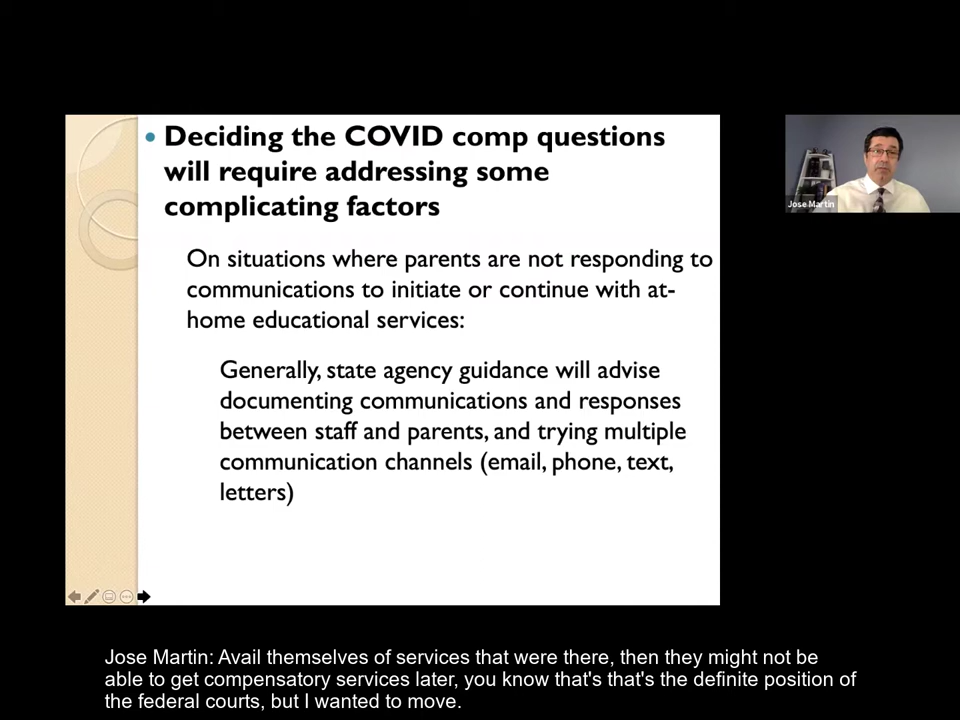 Deciding the COVID comp questions
will require addressing some
complicating factors
On situations where parents are not responding to
communications to initiate or continue with at-
home educational services:
Generally, state agency guidance will advise
documenting communications and responses
between staff and parents, and trying multiple
communication channels (email, phone, text,
letters)
Jose Martin
Jose Martin: Avail themselves of services that were there, then they might not be
able to get compensatory services later, you know that's that's the definite position of
the federal courts, but I wanted to move.